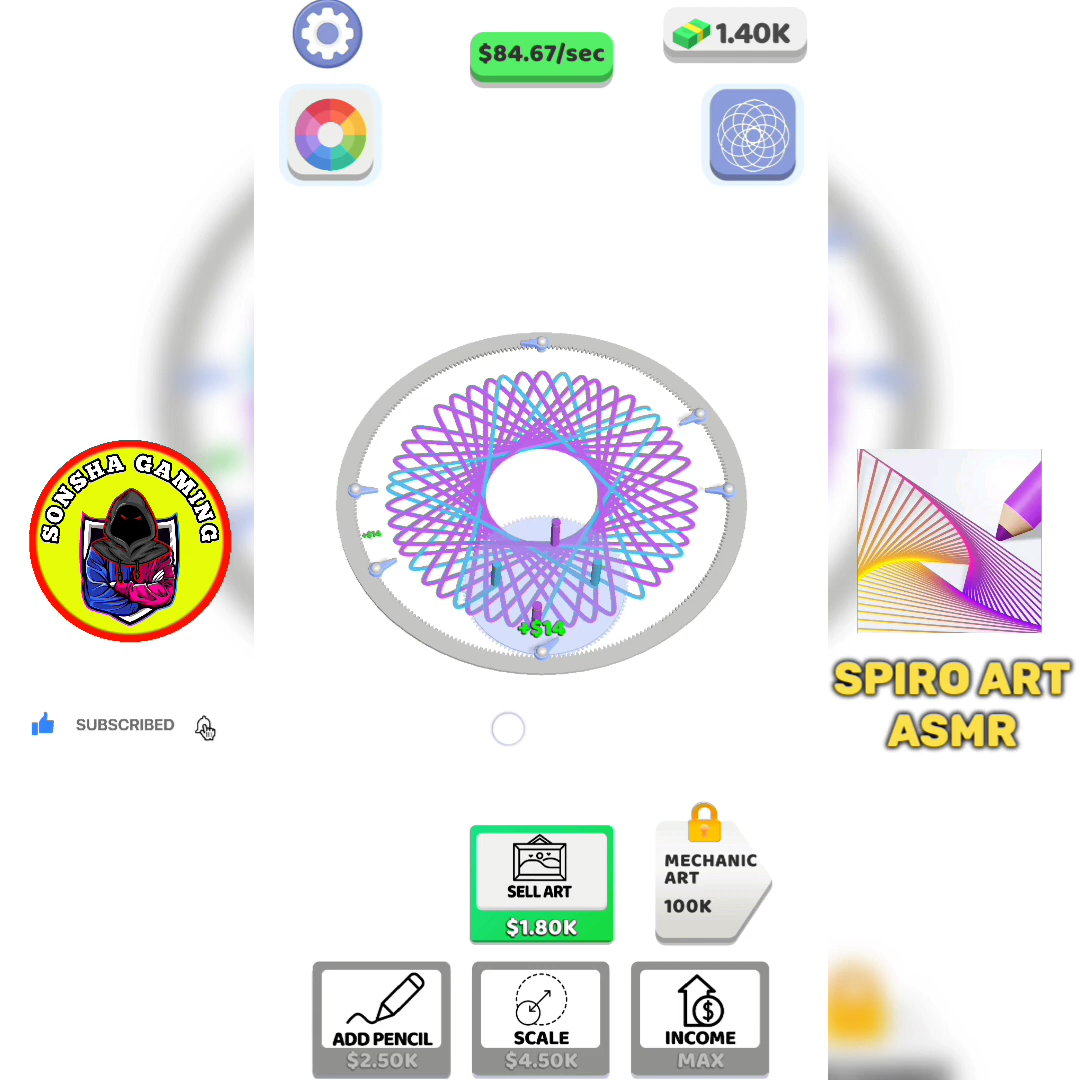 $84.67/sec
1.40K
SONSHA GAMING
+$14
+$14
SUBSCRIBED
SPIRO ART
ASMR
SELL ART
$1.80K
MECHANIC
ART
100K
ADD PENCIL
$2.50K
SCALE
$4.50K
INCOME
MAX